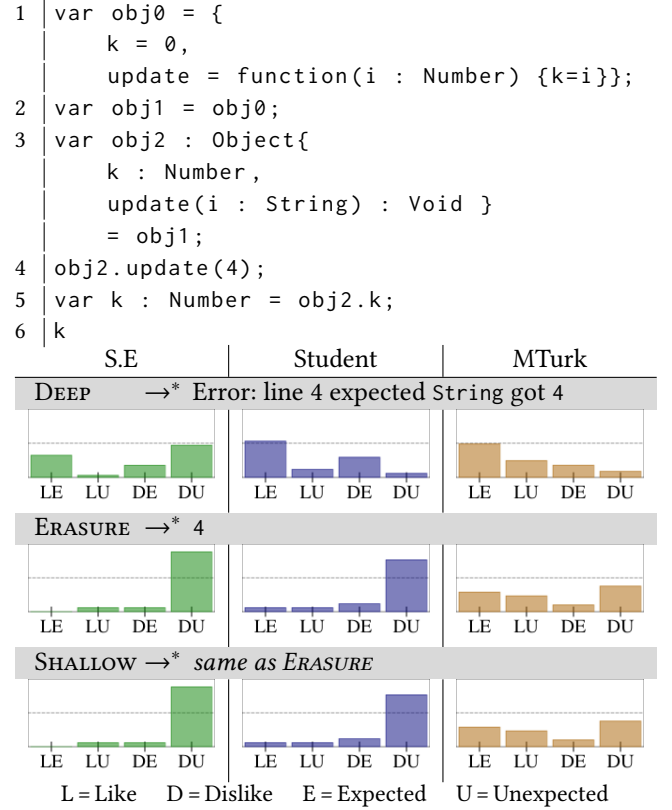 1 var obj0 = {
k = 0,
update = function(i : Number) {k=i}};
2 var obj1 = obj0;
3 var obj2 : Object{
k : Number,
update(i : String) : Void }
= obj1;
4 obj2.update(4);
5 var k : Number = obj2.k;
6 k
S.E Student MTurk
DEEP →* Error: line 4 expected String got 4
LE LU DE DU LE LU DE DU LE LU DE DU
ERASURE →* 4
LE LU DE DU LE LU DE DU LE LU DE DU
SHALLOW →* same as ERASURE
LE LU DE DU LE LU DE DU LE LU DE DU
L = Like D = Dislike E = Expected U = Unexpected